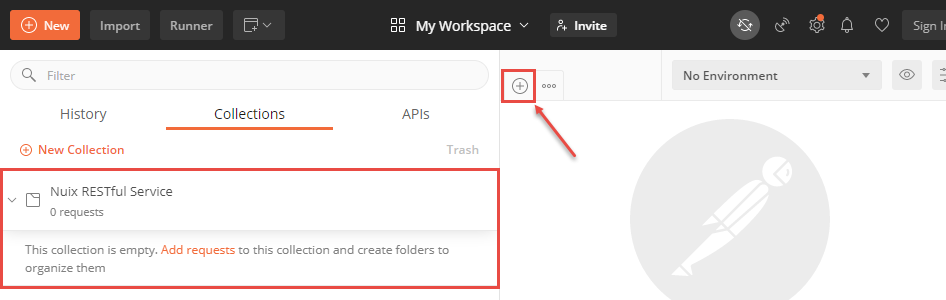 New Import Runner My Workspace Invite Sign In
Filter
No Environment
History Collections APIs
New Collection Trash
Nuix RESTful Service
0 requests
This collection is empty. Add requests to this collection and create folders to
organize them